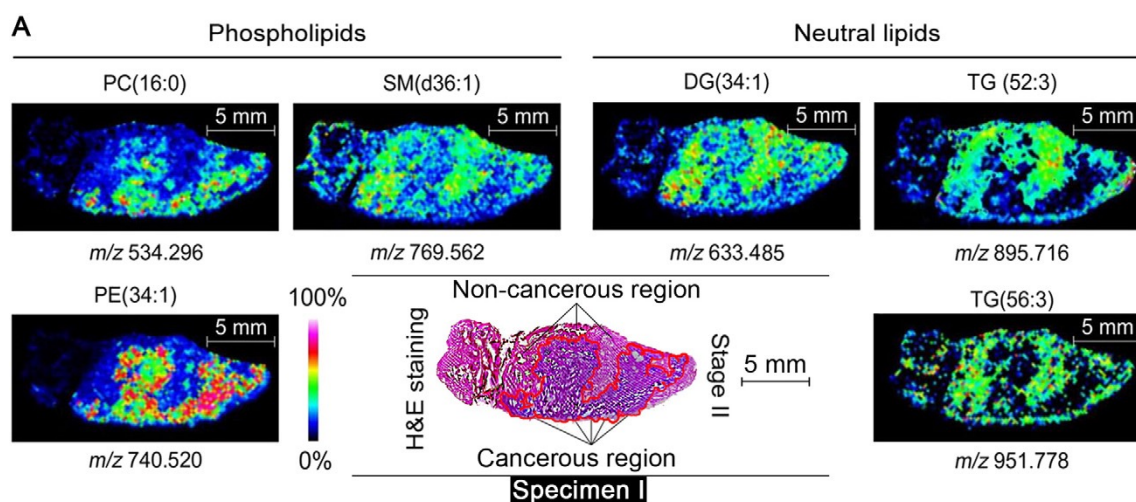 A
Phospholipids
Neutral lipids
PC(16:0)
SM(d36:1)
DG(34:1)
TG (52:3)
5 mm
5 mm
5 mm
5 mm
m/z 534.296
m/z 769.562
m/z 633.485
m/z 895.716
PE(34:1)
100%
Non-cancerous region
TG(56:3)
5 mm
H&E staining
Stage II
5 mm
5 mm
0%
Cancerous region
m/z 740.520
m/z 951.778
Specimen I